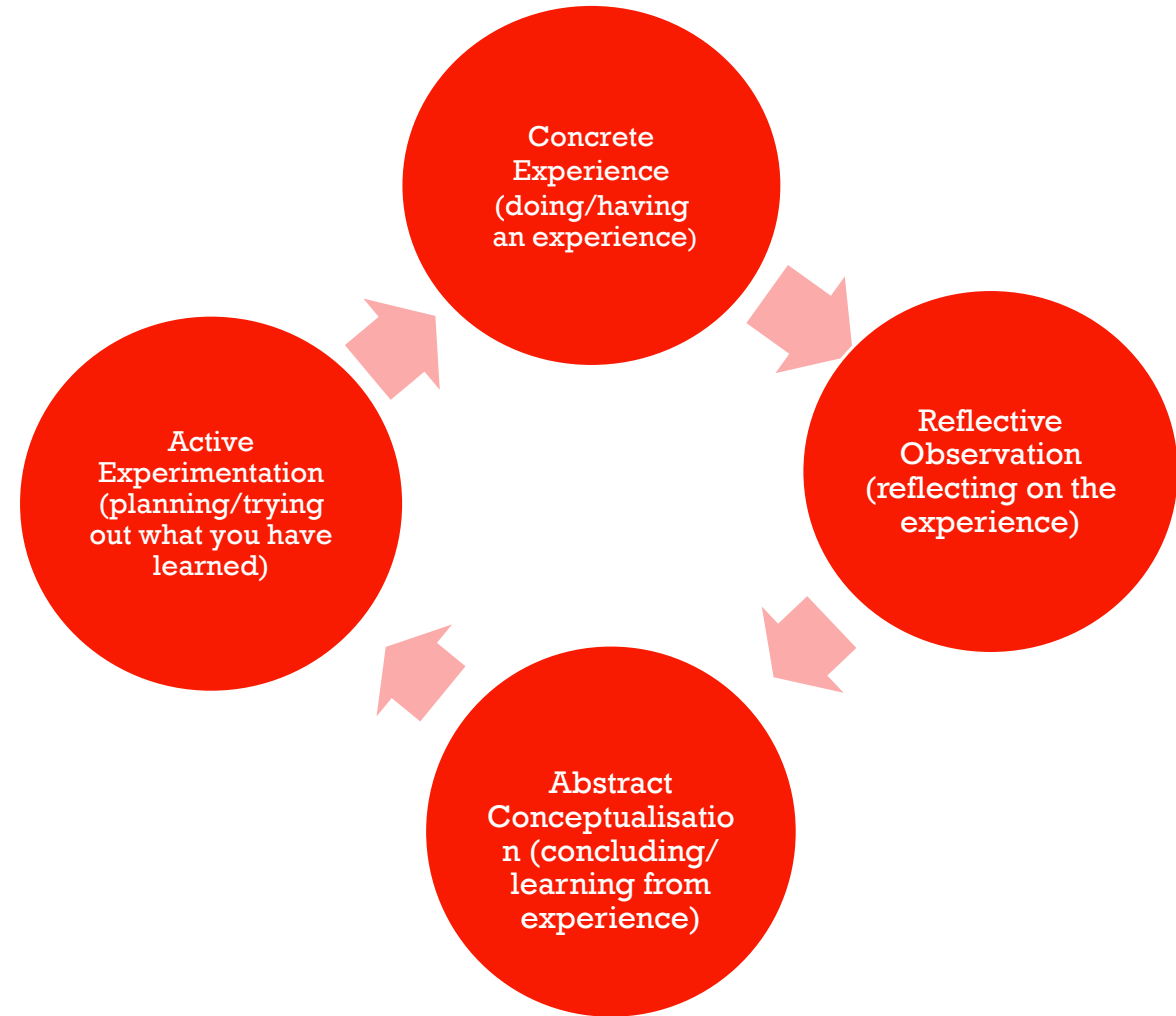 Concrete
Experience
(doing/having
an experience)
Reflective
Observation
(reflecting on the
experience)
Abstract
Conceptualisatio
n (concluding/
learning from
experience)
Active
Experimentation
(planning/trying
out what you have
learned)